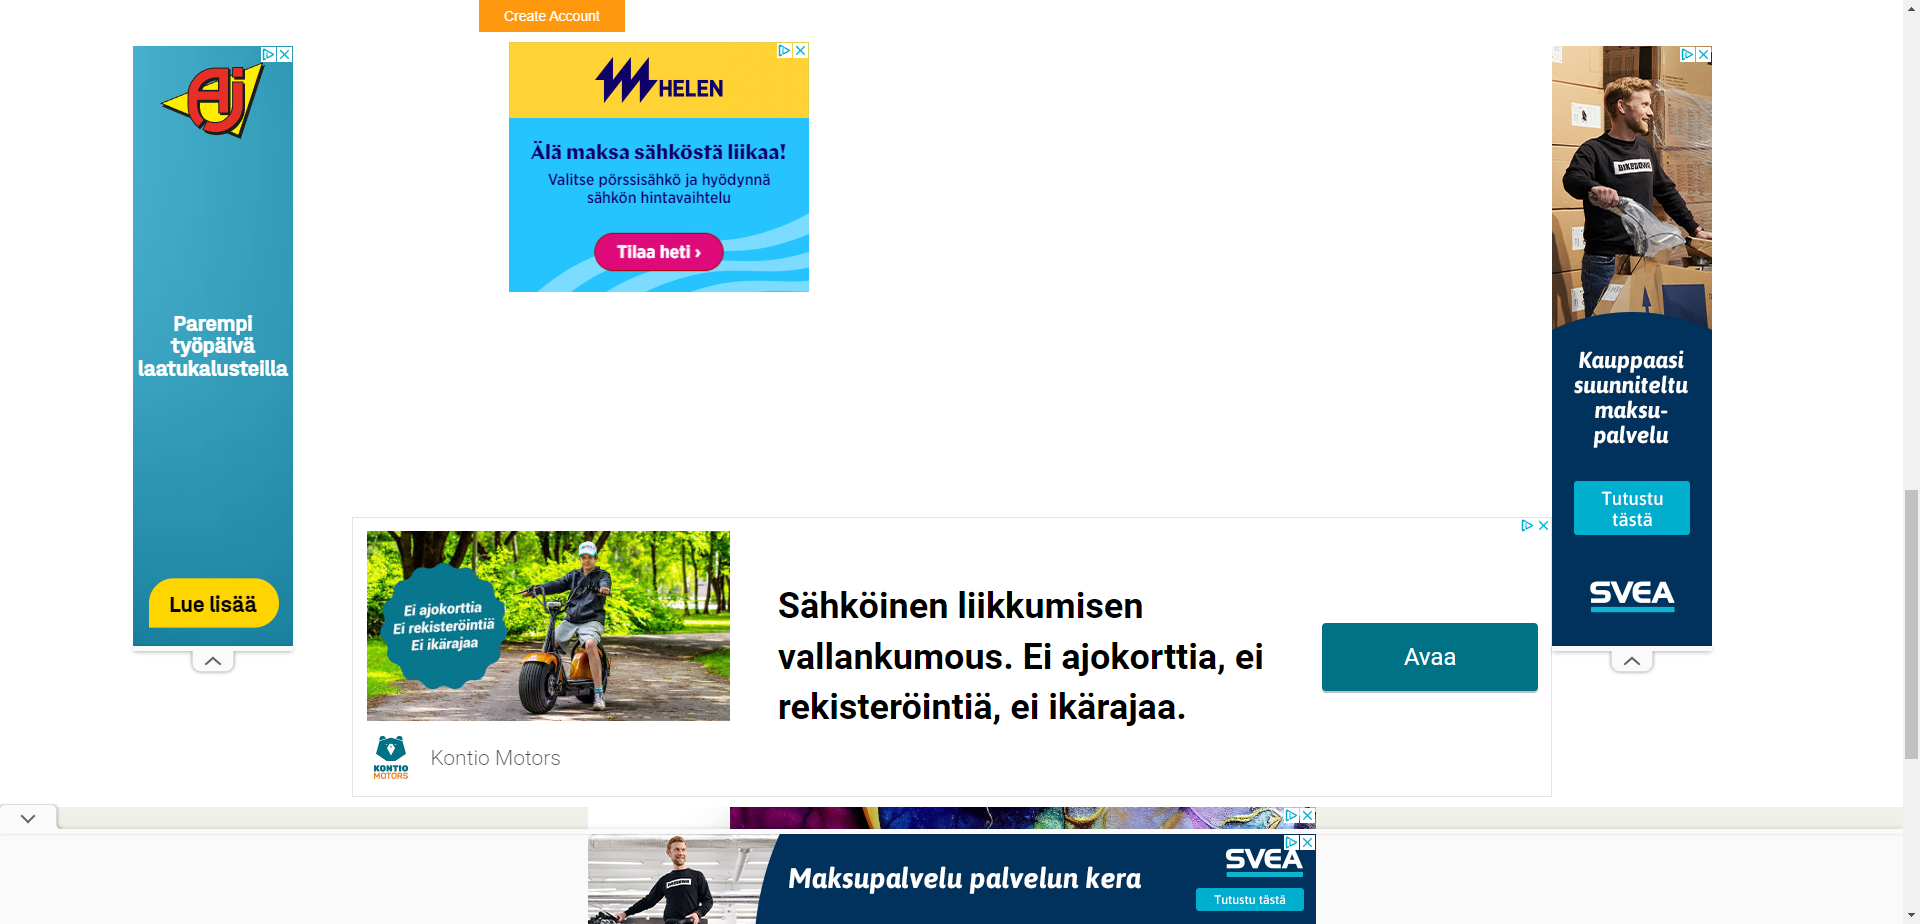 Create Account
Aj
Parempi
työpäivä
laatukalusteilla
Lue lisää
HELEN
Älä maksa sähköstä liikaa!
Valitse pörssisähkö ja hyödynnä
sähkön hintavaihtelu
Tilaa heti ›
BIKEDOWE
Kauppaasi
suunniteltu
maksu-
palvelu
Tutustu
tästä
SVEA
Ei ajokorttia
Ei rekisteröintiä
Ei ikärajaa
Sähköinen liikkumisen
vallankumous. Ei ajokorttia, ei
rekisteröintiä, ei ikärajaa.
Avaa
KONTIO
MOTORS
Kontio Motors
Maksupalvelu palvelun kera
SVEA
Tutustu tästä